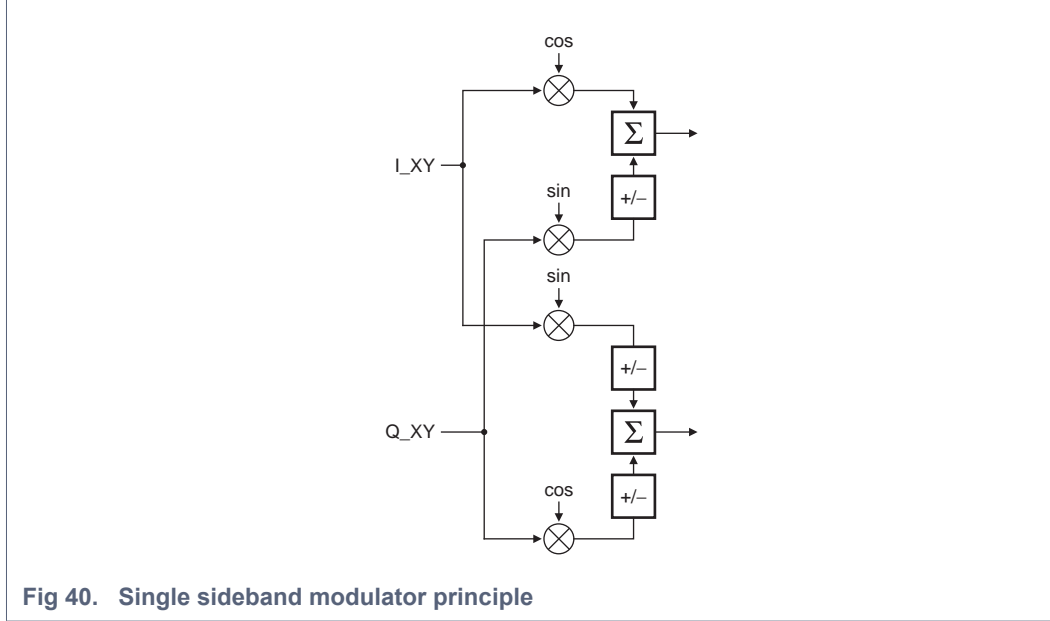 cos
Σ
I_XY
+/−
sin
sin
+/−
Q_XY
Σ
cos
+/−
Fig 40. Single sideband modulator principle